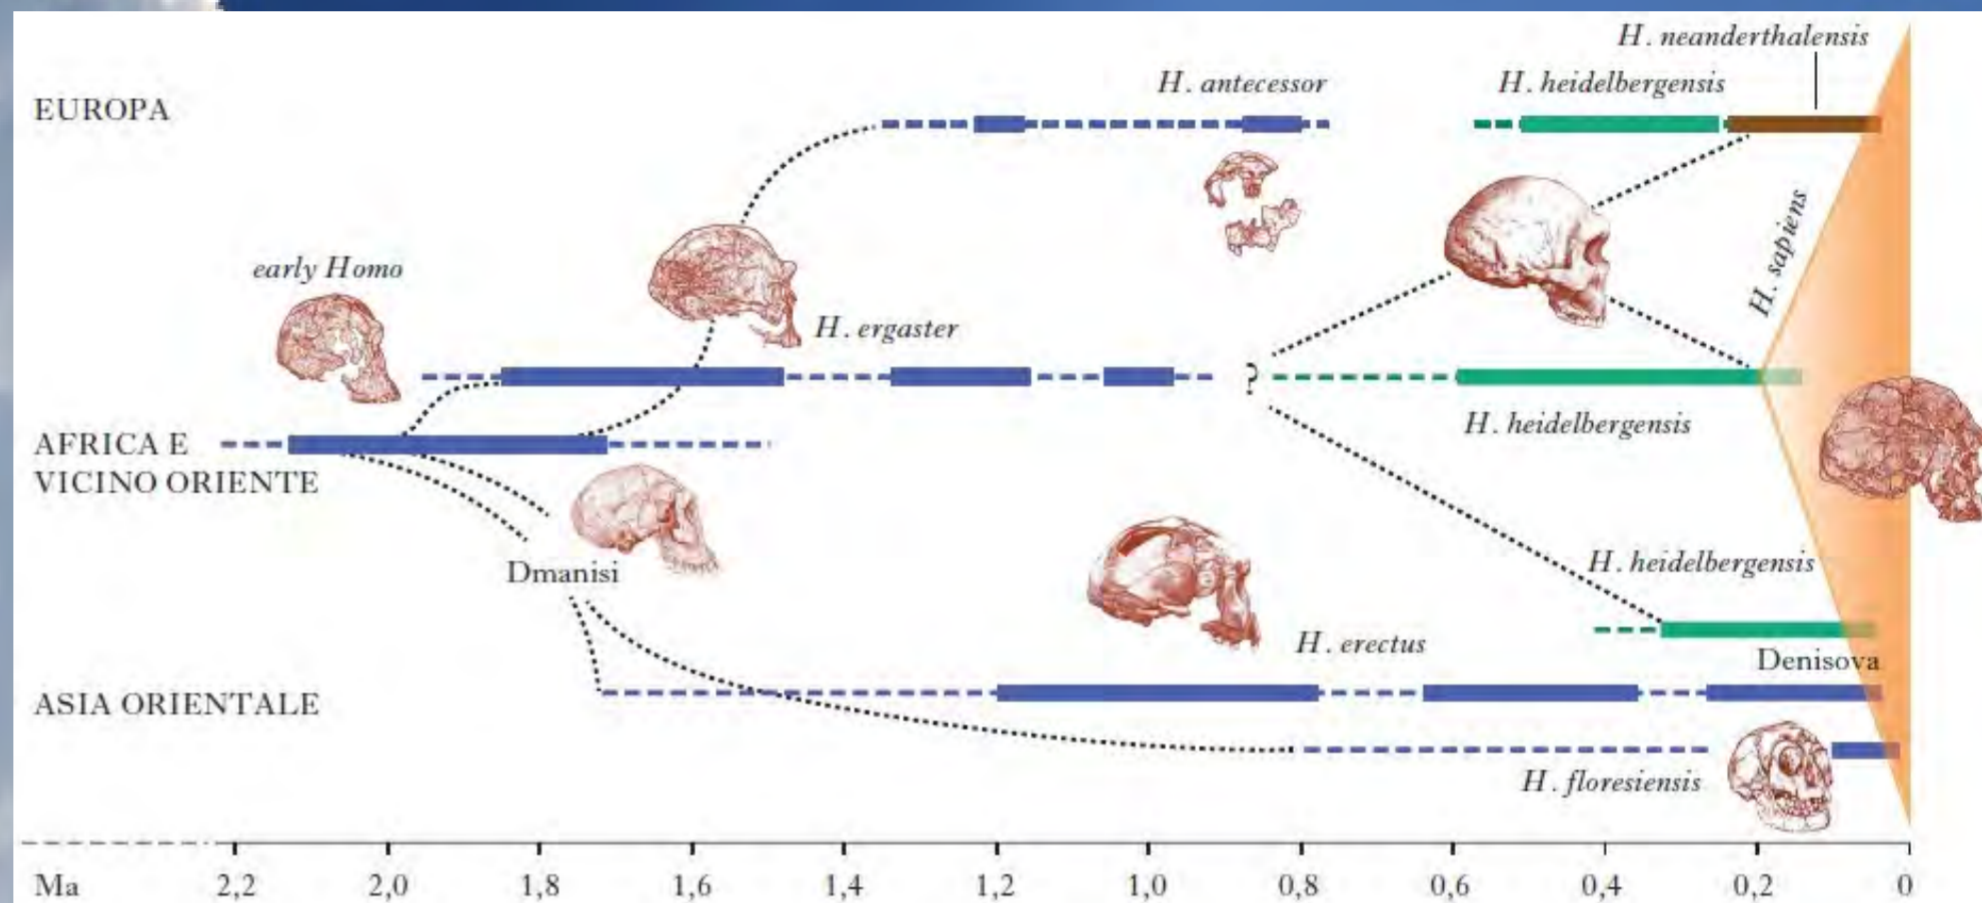 H. neanderthalensis
H. antecessor
H. heidelbergensis
EUROPA
H. sapiens
early Homo
H. ergaster
?
H. heidelbergensis
AFRICA E
VICINO ORIENTE
Dmanisi
H. heidelbergensis
H. erectus
Denisova
ASIA ORIENTALE
H. floresiensis
Ma 2,2 2,0 1,8 1,6 1,4 1,2 1,0 0,8 0,6 0,4 0,2 0